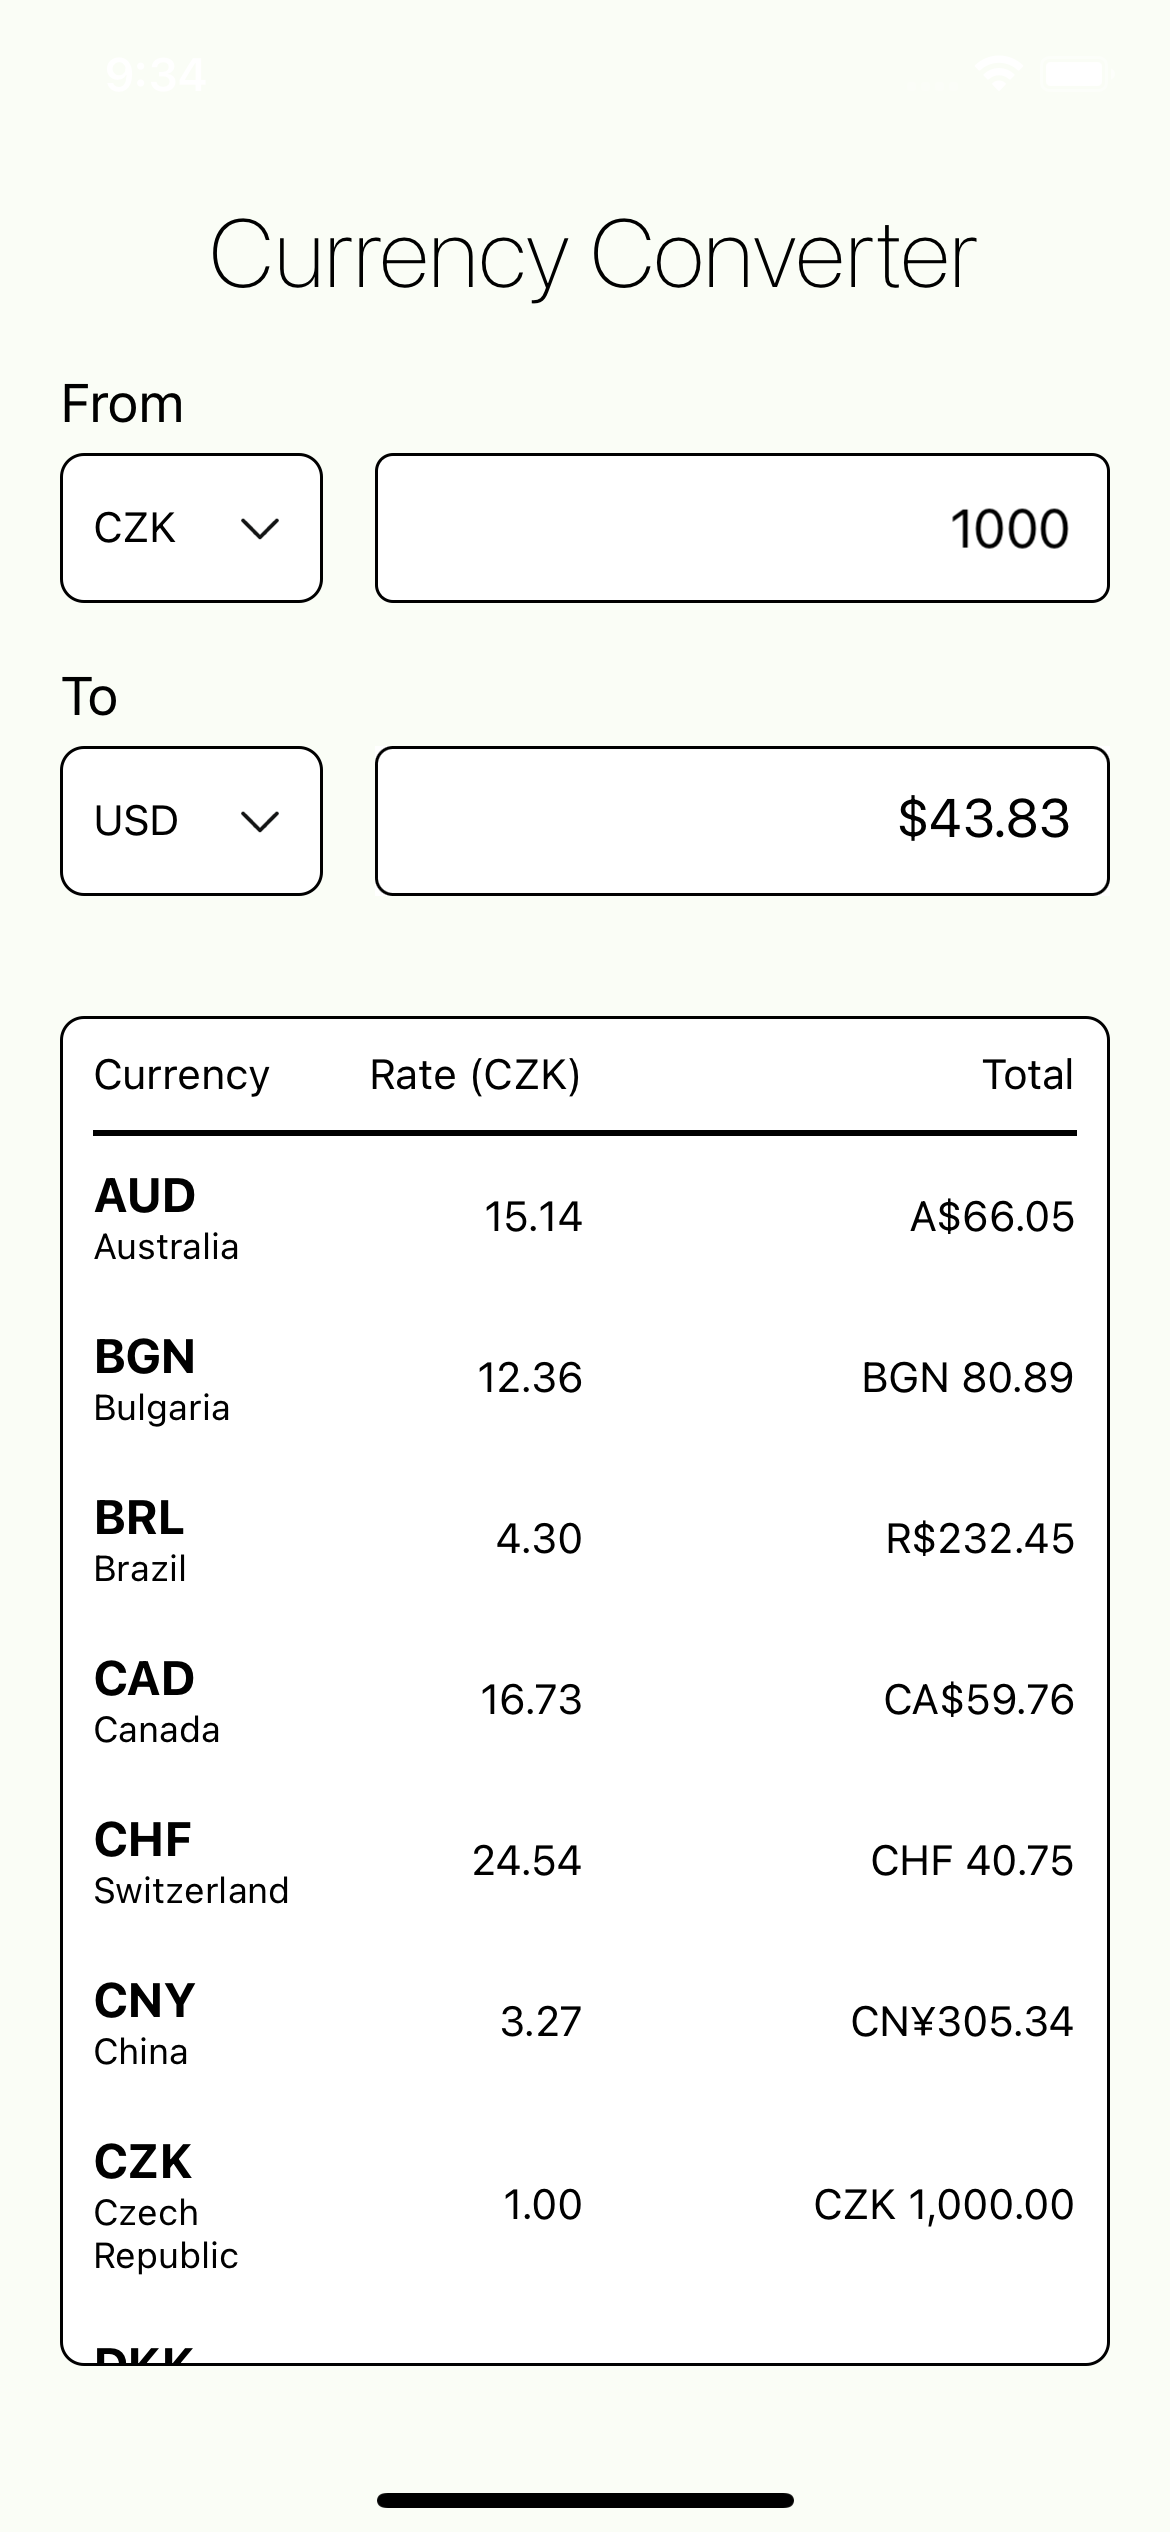 9:34
Currency Converter
From
CZK 1000
To
USD $43.83
Currency Rate (CZK) Total
AUD
Australia
15.14 A$66.05
BGN
Bulgaria
12.36 BGN 80.89
BRL
Brazil
4.30 R$232.45
CAD
Canada
16.73 CA$59.76
CHF
Switzerland
24.54 CHF 40.75
CNY
China
3.27 CN¥305.34
CZK
Czech
Republic
1.00 CZK 1,000.00
DKK